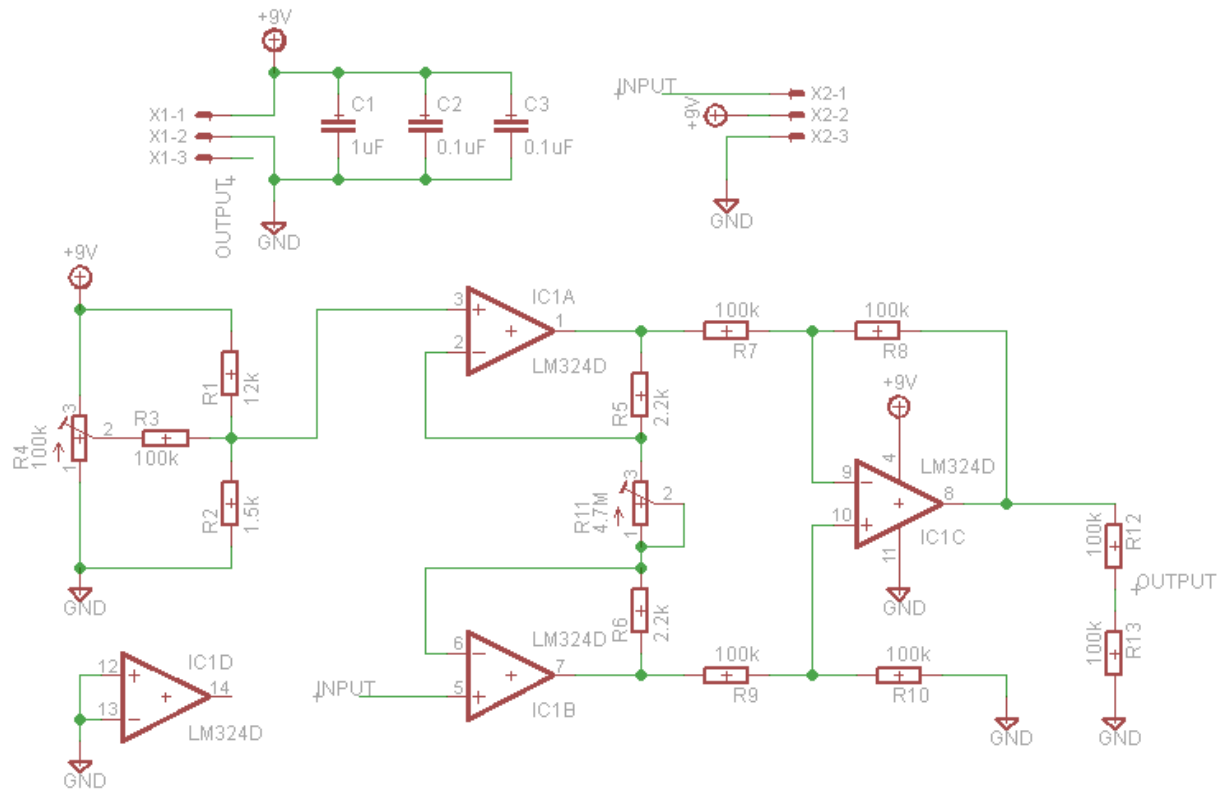 +9V
X1-1
X1-2
X1-3
OUTPUT
C1
1uF
C2
0.1uF
C3
0.1uF
GND
INPUT
+9V
X2-1
X2-2
X2-3
GND
+9V
R1
12k
R4
100k
3
2
1
R3
100k
R2
1.5k
GND
3
2
1
IC1A
LM324D
R5
2.2k
R11
4.7M
3
2
1
R6
2.2k
INPUT
6
5
7
LM324D
IC1B
100k
R7
100k
R8
+9V
4
LM324D
9
10
8
IC1C
11
GND
100k
R9
100k
R10
GND
100k
R12
OUTPUT
100k
R13
GND
12
13
14
IC1D
LM324D
GND